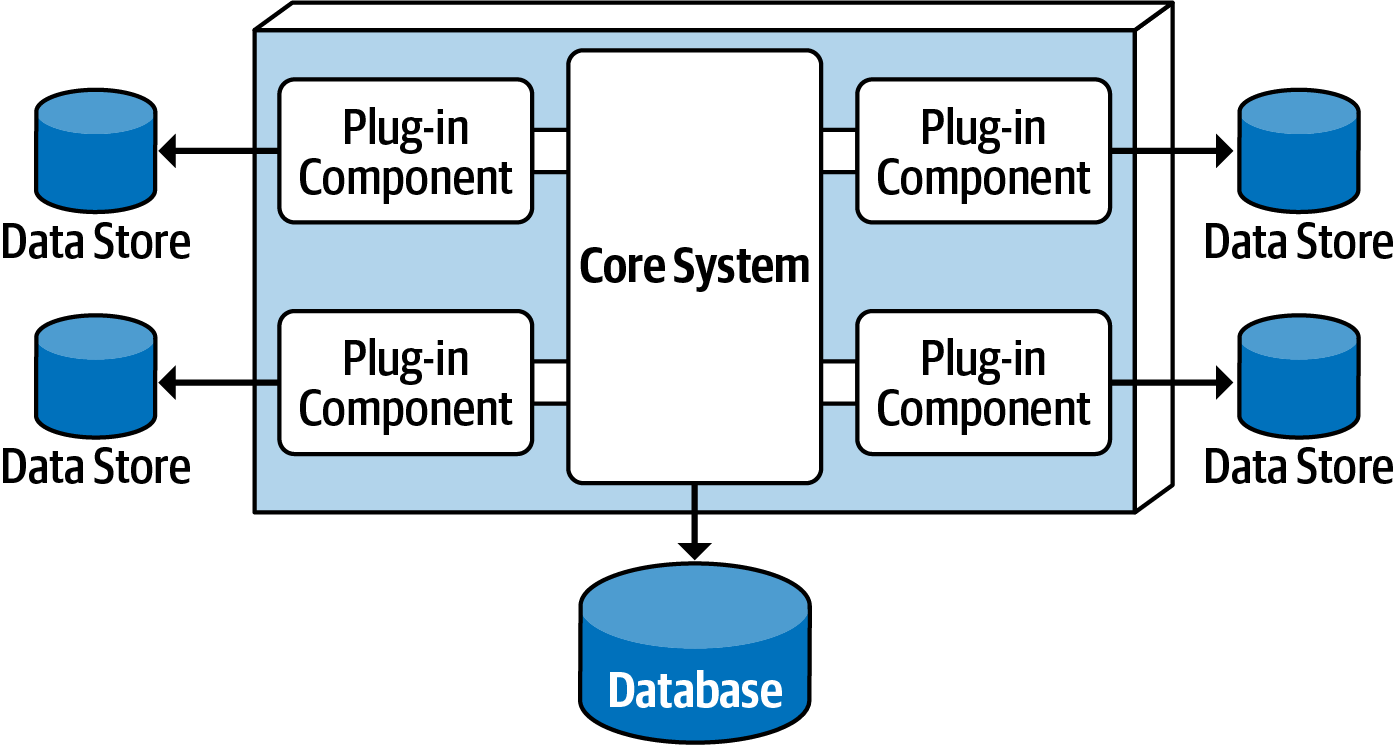 Plug-in
Component
Plug-in
Component
Data Store
Core System
Data Store
Plug-in
Component
Plug-in
Component
Data Store
Data Store
Database